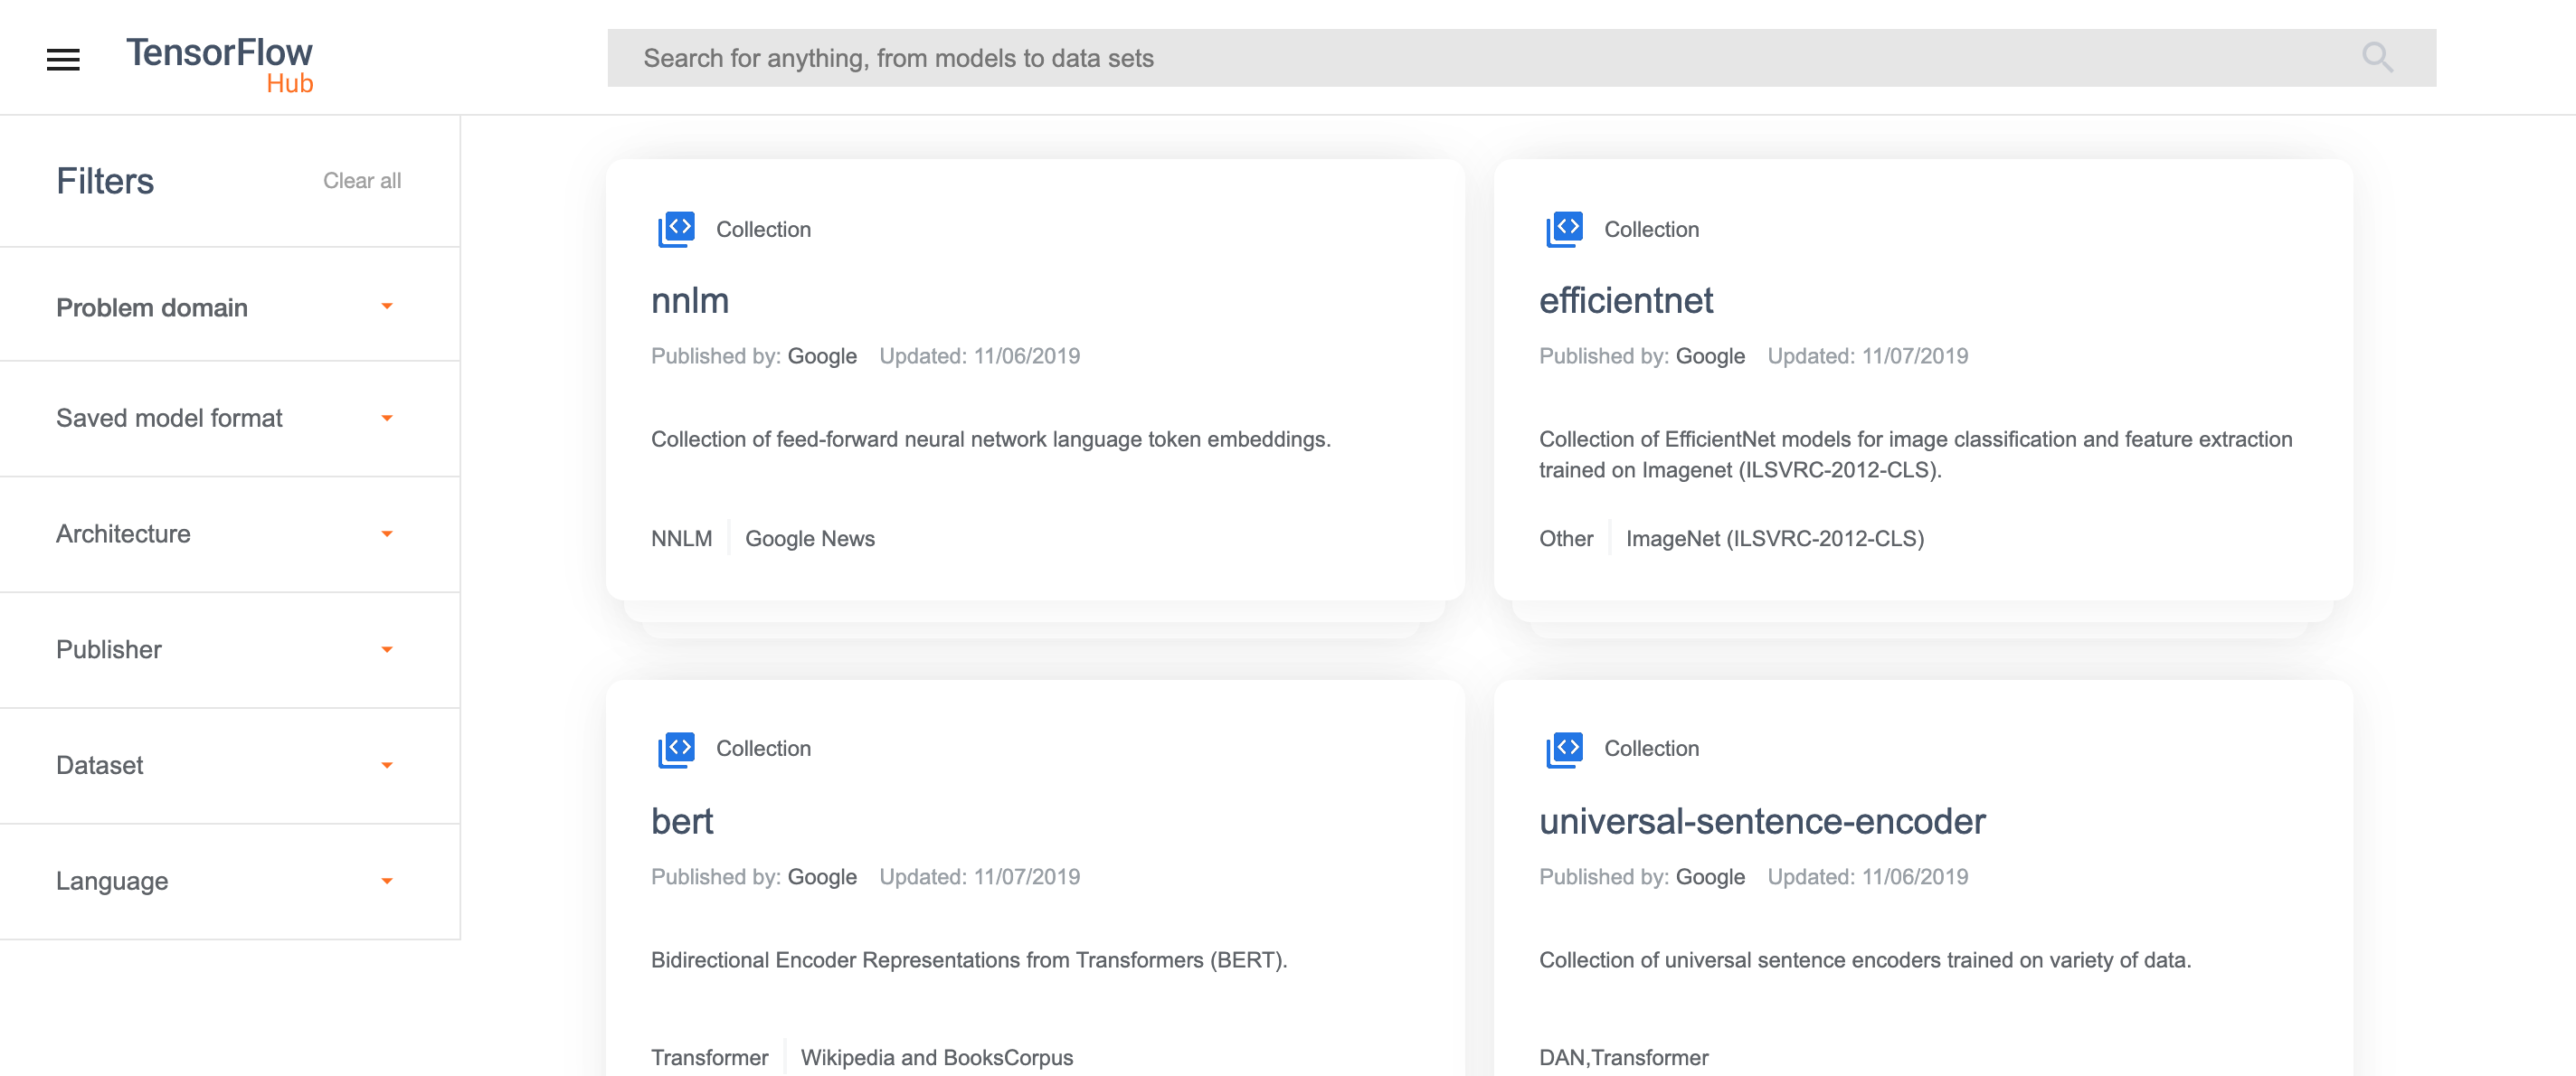 TensorFlow
Hub
Search for anything, from models to data sets
Filters
Clear all
Problem domain
Saved model format
Architecture
Publisher
Dataset
Language
Collection
nnlm
Published by: Google Updated: 11/06/2019
Collection of feed-forward neural network language token embeddings.
NNLM
Google News
Collection
efficientnet
Published by: Google Updated: 11/07/2019
Collection of EfficientNet models for image classification and feature extraction
trained on Imagenet (ILSVRC-2012-CLS).
Other
ImageNet (ILSVRC-2012-CLS)
Collection
bert
Published by: Google Updated: 11/07/2019
Bidirectional Encoder Representations from Transformers (BERT).
Transformer
Wikipedia and BooksCorpus
Collection
universal-sentence-encoder
Published by: Google Updated: 11/06/2019
Collection of universal sentence encoders trained on variety of data.
DAN,Transformer